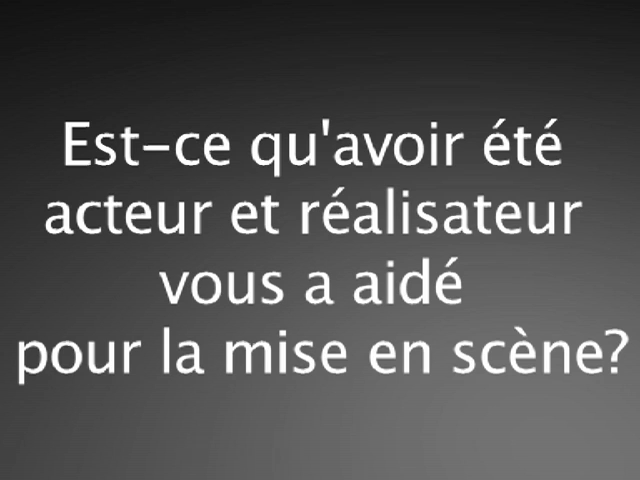 Est-ce qu'avoir été
acteur et réalisateur
vous a aidé
pour la mise en scène?